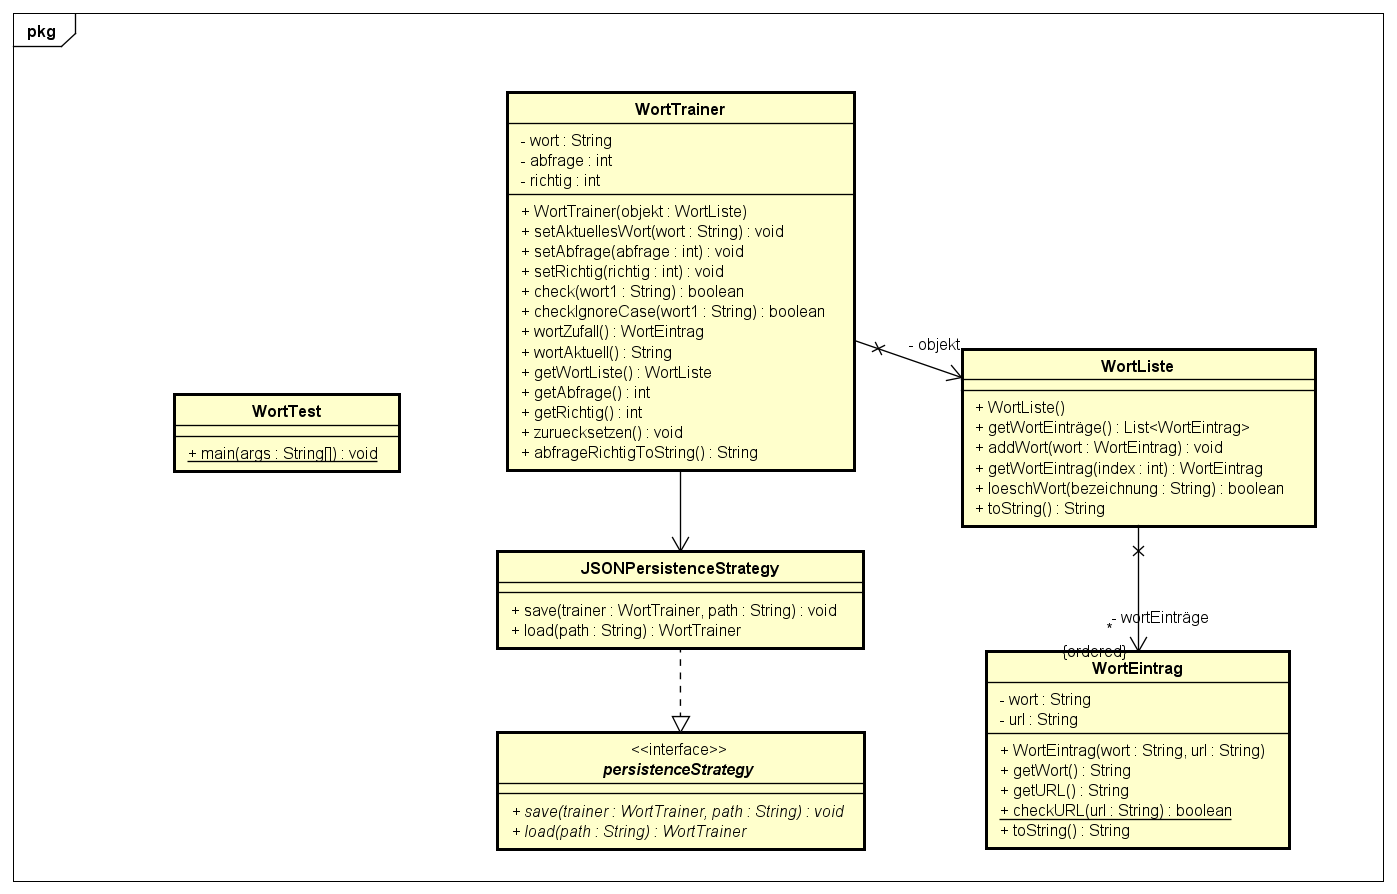 pkg
WortTrainer
- wort : String
- abfrage : int
- richtig : int
+ WortTrainer(objekt : WortListe)
+ setAktuellesWort(wort : String) : void
+ setAbfrage(abfrage : int) : void
+ setRichtig(richtig : int) : void
+ check(wort1 : String) : boolean
+ checkIgnoreCase(wort1 : String) : boolean
+ wortZufall() : WortEintrag
+ wortAktuell() : String
+ getWortListe() : WortListe
+ getAbfrage() : int
+ getRichtig() : int
+ zuruecksetzen() : void
+ abfrageRichtigToString() : String
- objekt
WortListe
+ WortListe()
+ getWortEinträge() : List<WortEintrag>
+ addWort(wort : WortEintrag) : void
+ getWortEintrag(index : int) : WortEintrag
+ loeschWort(bezeichnung : String) : boolean
+ toString() : String
WortTest
+ main(args : String[]) : void
JSONPersistenceStrategy
+ save(trainer : WortTrainer, path : String) : void
+ load(path : String) : WortTrainer
- wortEinträge
*
{ordered}
WortEintrag
- wort : String
- url : String
+ WortEintrag(wort : String, url : String)
+ getWort() : String
+ getURL() : String
+ checkURL(url : String) : boolean
+ toString() : String
<<interface>>
persistenceStrategy
+ save(trainer : WortTrainer, path : String) : void
+ load(path : String) : WortTrainer